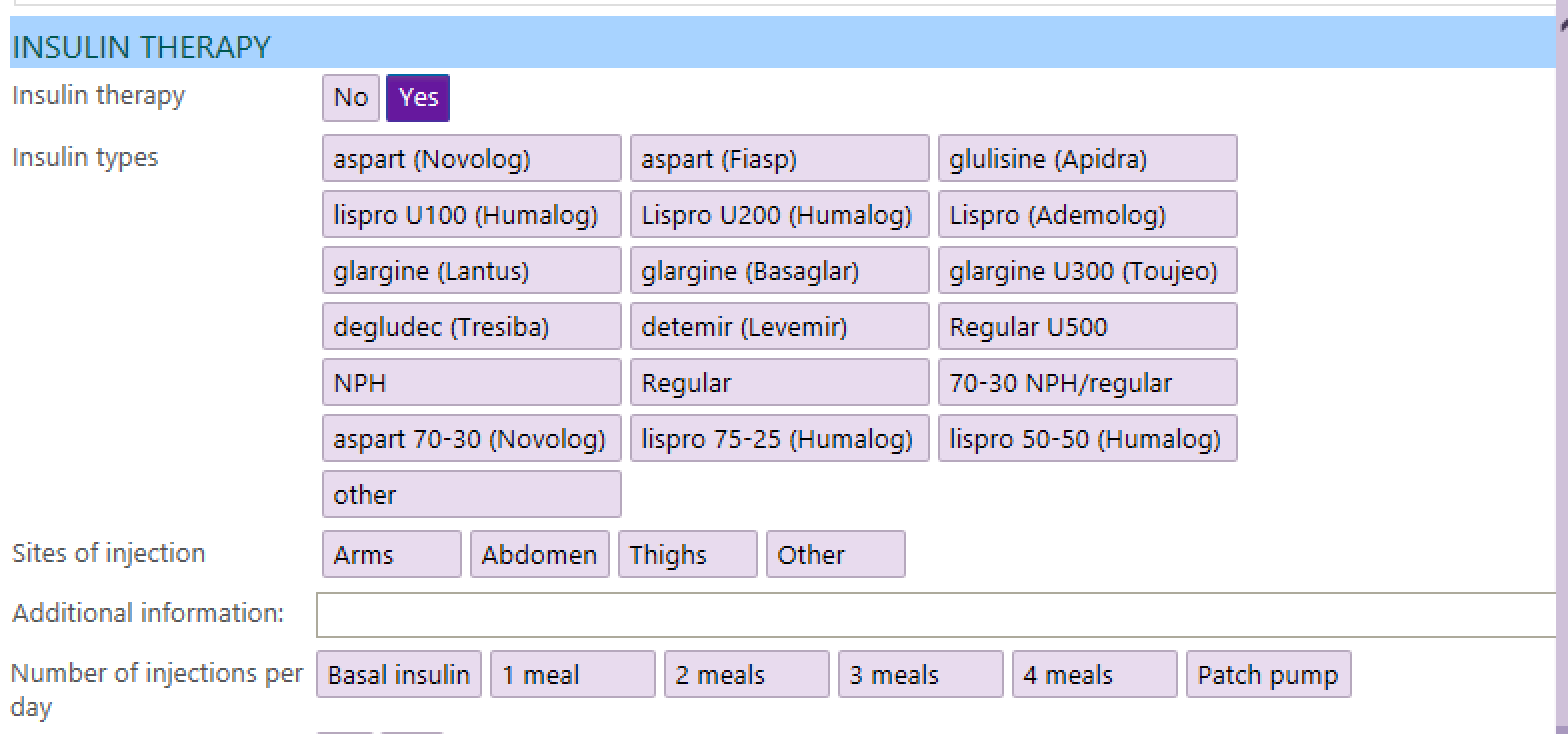 INSULIN THERAPY
Insulin therapy No Yes
Insulin types aspart (Novolog) aspart (Fiasp) glulisine (Apidra)
lispro U100 (Humalog) Lispro U200 (Humalog) Lispro (Ademolog)
glargine (Lantus) glargine (Basaglar) glargine U300 (Toujeo)
degludec (Tresiba) detemir (Levemir) Regular U500
NPH Regular 70-30 NPH/regular
aspart 70-30 (Novolog) lispro 75-25 (Humalog) lispro 50-50 (Humalog)
other
Sites of injection Arms Abdomen Thighs Other
Additional information:
Number of injections per day Basal insulin 1 meal 2 meals 3 meals 4 meals Patch pump